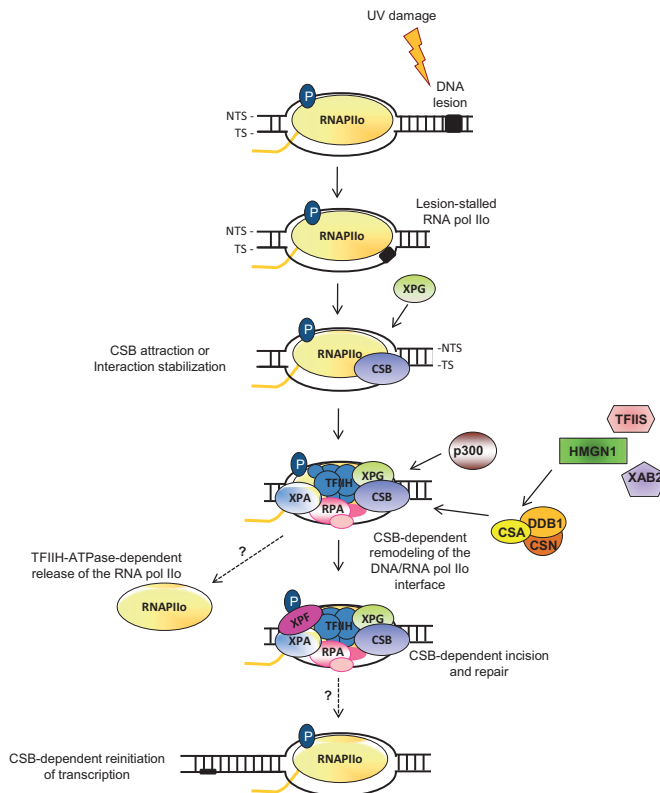 UV damage
DNA
lesion
P
RNAPIIo
NTS -
TS -
Lesion-stalled
RNA pol IIo
P
NTS -
TS -
RNAPIIo
XPG
P
CSB attraction or
Interaction stabilization
RNAPIIo
CSB
-NTS
-TS
TFIIS
p300
HMGN1
XAB2
P
TFIIH
XPG
XPA
RPA
CSB
CSA
DDB1
CSN
TFIIH-ATPase-dependent
release of the RNA pol IIo
?
CSB-dependent
remodeling of the
DNA/RNA pol IIo
interface
RNAPIIo
P
XPF
TFIIH
XPG
XPA
RPA
CSB
CSB-dependent incision
and repair
?
P
CSB-dependent reinitiation
of transcription
RNAPIIo